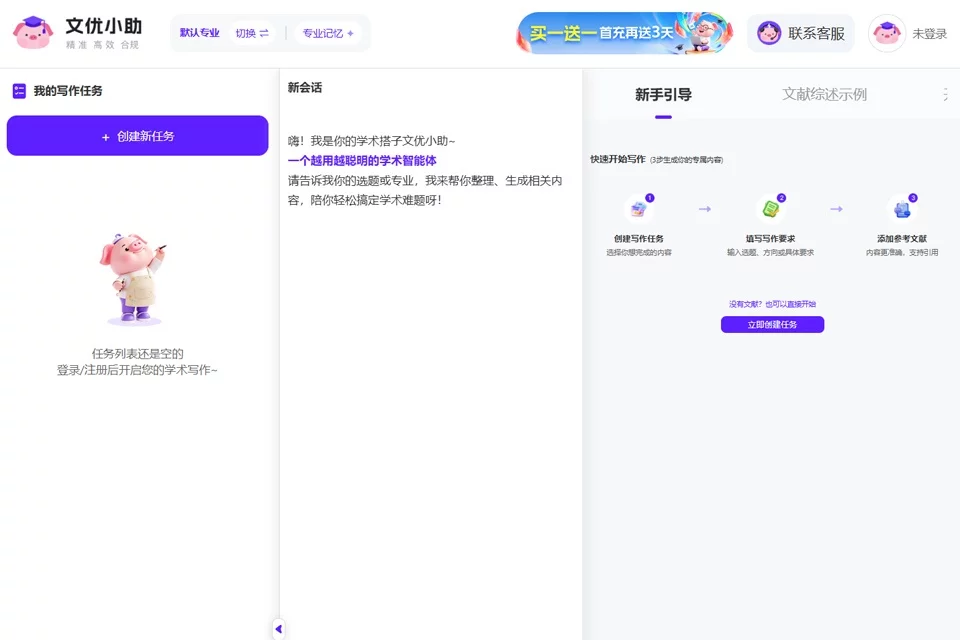 文优小助
精准 高效 合规
默认专业 切换 专业记忆 +
买一送一 首充再送3天
联系客服
未登录
我的写作任务
+ 创建新任务
任务列表还是空的
登录/注册后开启您的学术写作~
新会话
嗨！我是你的学术搭子文优小助~
一个越用越聪明的学术智能体
请告诉我你的选题或专业，我来帮你整理、生成相关内
容，陪你轻松搞定学术难题呀！
新手引导 文献综述示例
快速开始写作 (3步生成你的专属内容)
1 2 3
创建写作任务 填写写作要求 添加参考文献
选择你想完成的内容 输入选题、方向或具体要求 内容更准确，支持引用
没有文献？也可以直接开始
立即创建任务